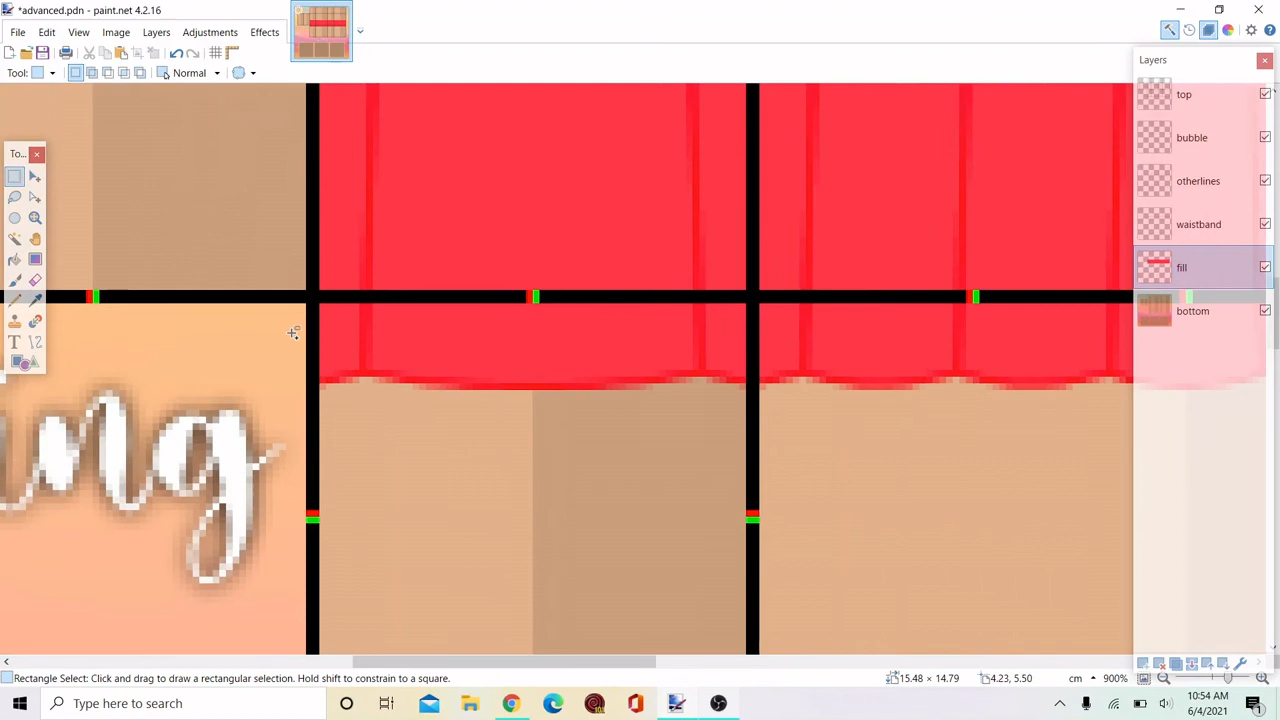 *advanced.pdn - paint.net 4.2.16
File Edit View Image Layers Adjustments Effects
Tool: Normal
Layers
top
bubble
otherlines
waistband
fill
bottom
To...
T
ng
Rectangle Select: Click and drag to draw a rectangular selection. Hold shift to constrain to a square.
15.48 × 14.79
4.23, 5.50
cm
900%
Type here to search
10:54 AM
6/4/2021
1